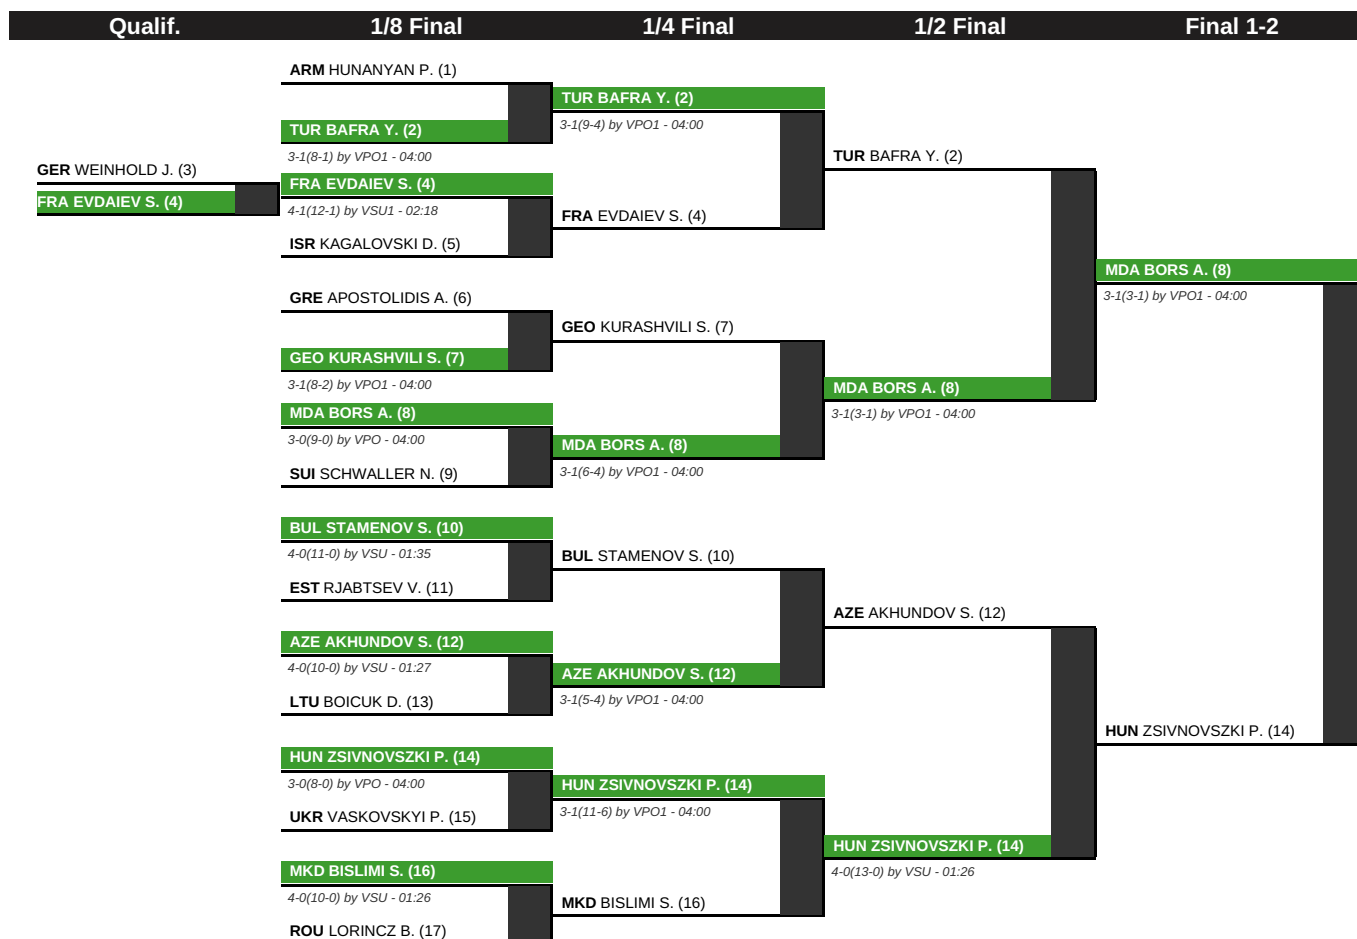 Qualif.
1/8 Final
1/4 Final
1/2 Final
Final 1-2
GER WEINHOLD J. (3)
FRA EVDAIEV S. (4)
ARM HUNANYAN P. (1)
TUR BAFRA Y. (2)
3-1(8-1) by VPO1 - 04:00
FRA EVDAIEV S. (4)
4-1(12-1) by VSU1 - 02:18
ISR KAGALOVSKI D. (5)
GRE APOSTOLIDIS A. (6)
GEO KURASHVILI S. (7)
3-1(8-2) by VPO1 - 04:00
MDA BORS A. (8)
3-0(9-0) by VPO - 04:00
SUI SCHWALLER N. (9)
BUL STAMENOV S. (10)
4-0(11-0) by VSU - 01:35
EST RJABTSEV V. (11)
AZE AKHUNDOV S. (12)
4-0(10-0) by VSU - 01:27
LTU BOICUK D. (13)
HUN ZSIVNOVSZKI P. (14)
3-0(8-0) by VPO - 04:00
UKR VASKOVSKYI P. (15)
MKD BISLIMI S. (16)
4-0(10-0) by VSU - 01:26
ROU LORINCZ B. (17)
TUR BAFRA Y. (2)
3-1(9-4) by VPO1 - 04:00
FRA EVDAIEV S. (4)
GEO KURASHVILI S. (7)
MDA BORS A. (8)
3-1(6-4) by VPO1 - 04:00
BUL STAMENOV S. (10)
AZE AKHUNDOV S. (12)
3-1(5-4) by VPO1 - 04:00
HUN ZSIVNOVSZKI P. (14)
3-1(11-6) by VPO1 - 04:00
MKD BISLIMI S. (16)
TUR BAFRA Y. (2)
MDA BORS A. (8)
3-1(3-1) by VPO1 - 04:00
AZE AKHUNDOV S. (12)
HUN ZSIVNOVSZKI P. (14)
4-0(13-0) by VSU - 01:26
MDA BORS A. (8)
3-1(3-1) by VPO1 - 04:00
HUN ZSIVNOVSZKI P. (14)